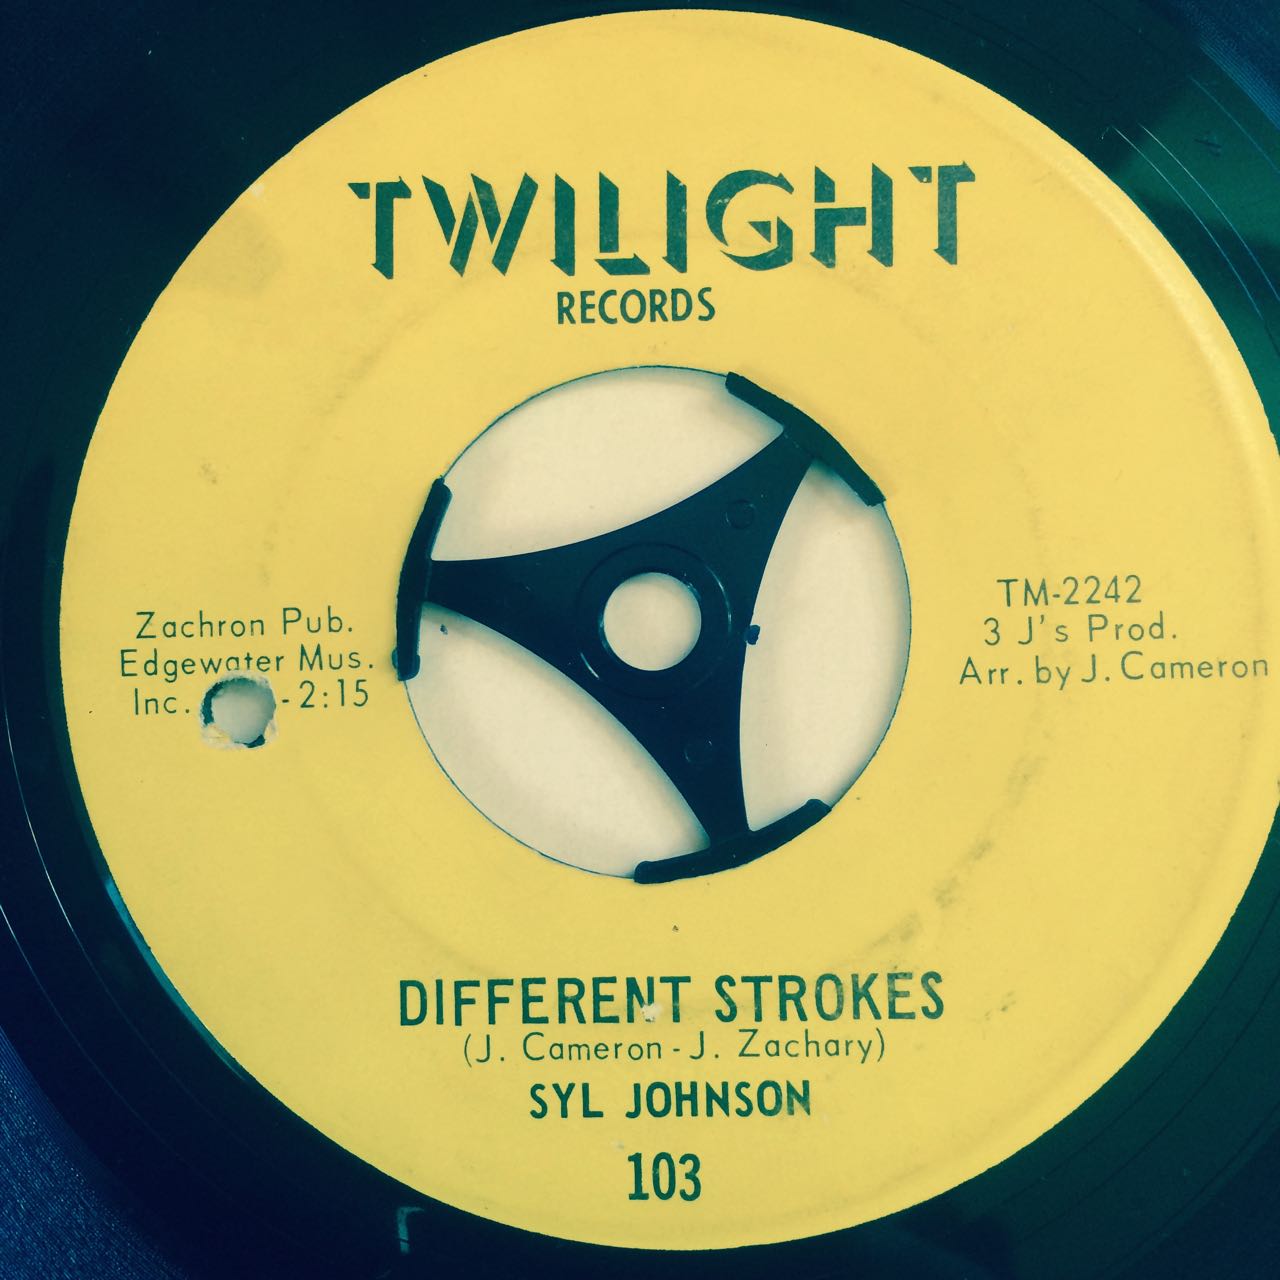 TWILIGHT
RECORDS
Zachron Pub.
Edgewater Mus.
Inc. - 2:15
TM-2242
3 J's Prod.
Arr. by J. Cameron
DIFFERENT STROKES
(J. Cameron - J. Zachary)
SYL JOHNSON
103